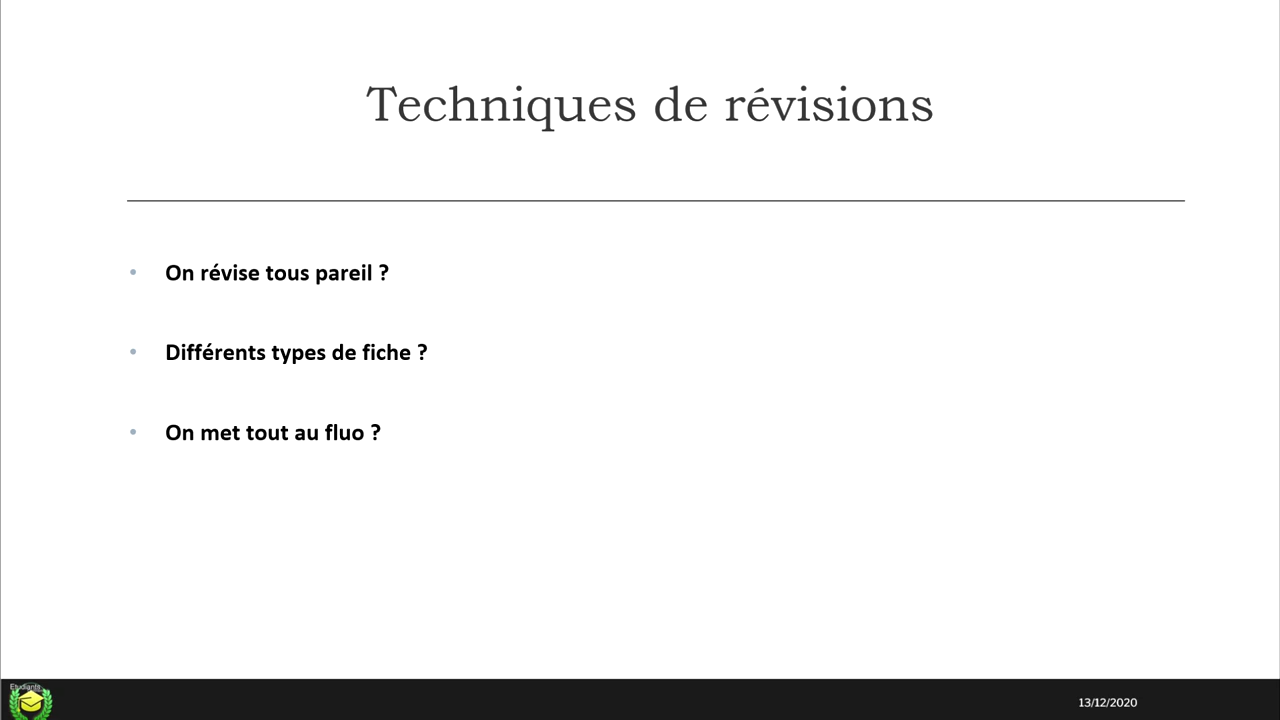 Techniques de révisions
On révise tous pareil ?
Différents types de fiche ?
On met tout au fluo ?
13/12/2020